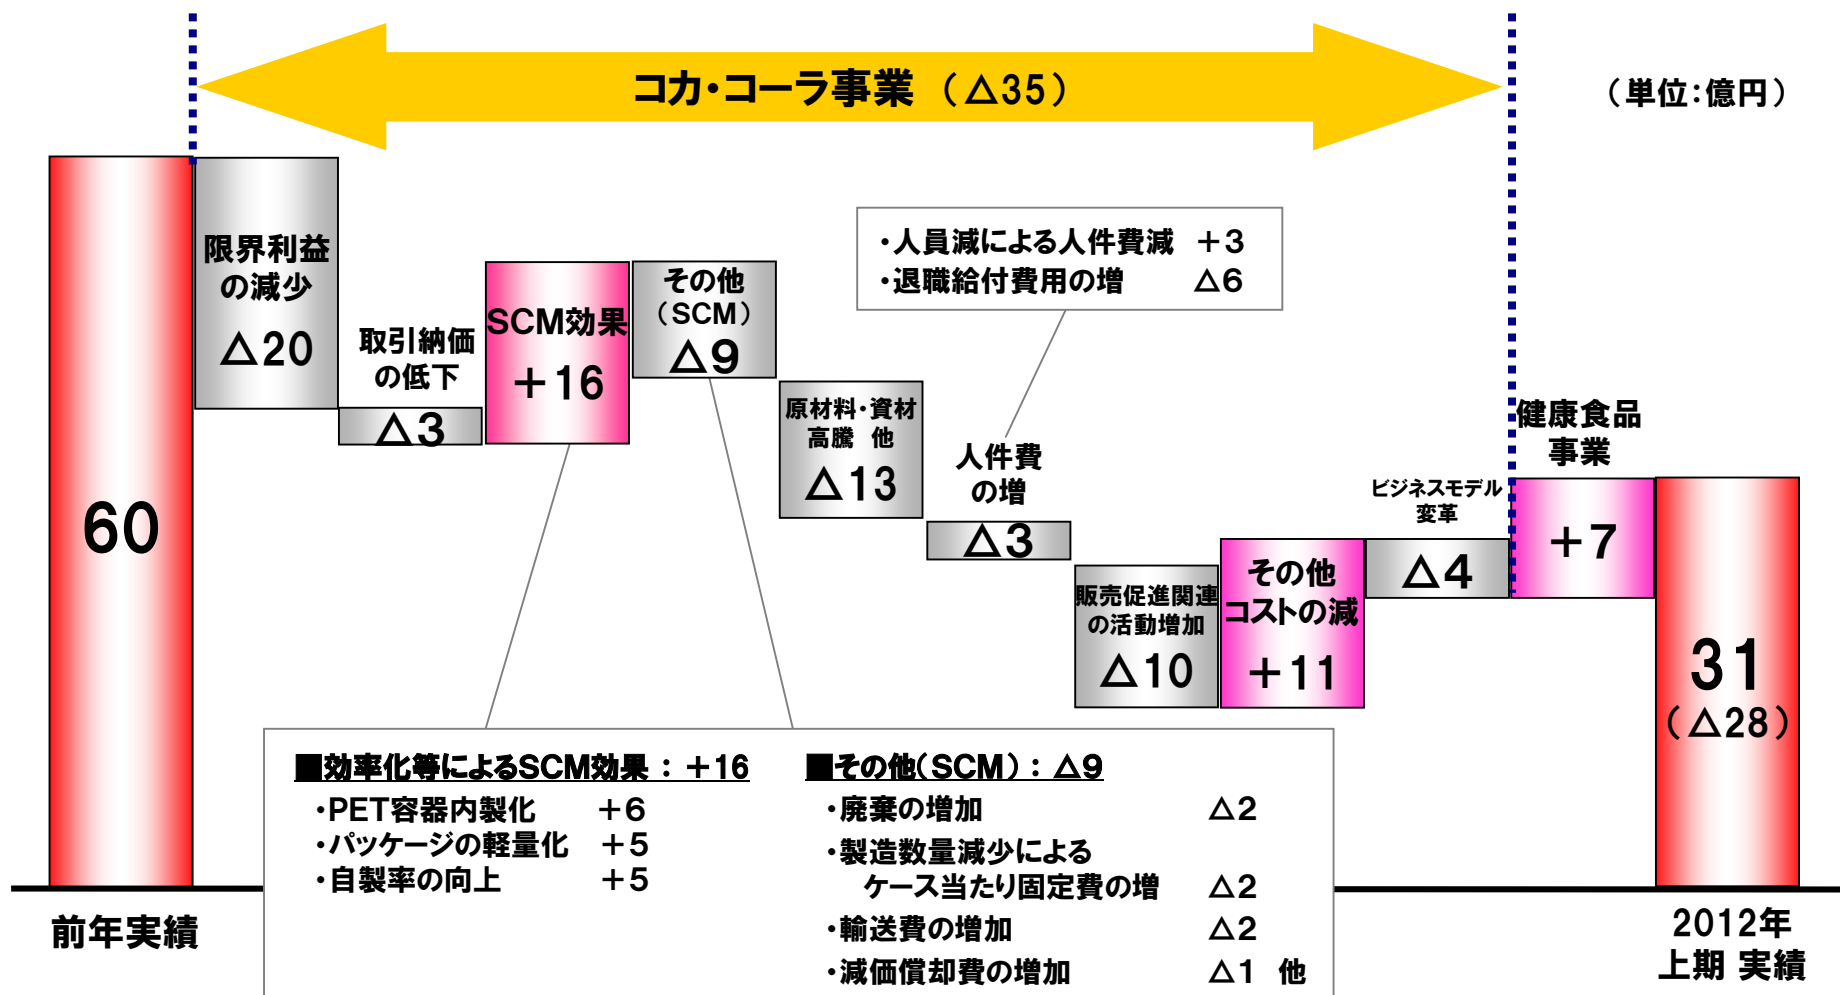 コカ・コーラ事業 (△35)
(単位:億円)
60
限界利益
の減少
△20
取引納価
の低下
△3
SCM効果
+16
その他
(SCM)
△9
・人員減による人件費減 +3
・退職給付費用の増 △6
原材料・資材
高騰 他
△13
人件費
の増
△3
販売促進関連
の活動増加
△10
その他
コストの減
+11
ビジネスモデル
変革
△4
健康食品
事業
+7
31
(△28)
■効率化等によるSCM効果 : +16
・PET容器内製化 +6
・パッケージの軽量化 +5
・自製率の向上 +5
■その他(SCM) : △9
・廃棄の増加 △2
・製造数量減少による
ケース当たり固定費の増 △2
・輸送費の増加 △2
・減価償却費の増加 △1 他
前年実績
2012年
上期 実績